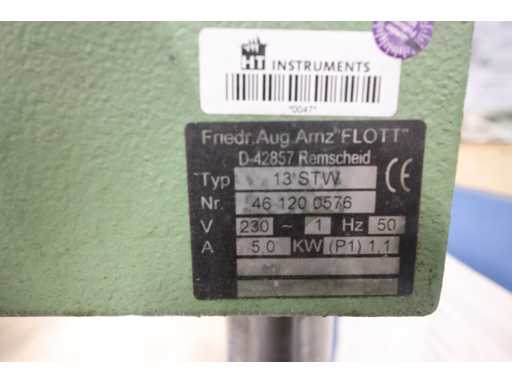 HT INSTRUMENTS
*0047*
Friedr. Aug. Arnz "FLOTT"
D-42857 Remscheid
Typ 13 STW CE
Nr. 46 120 0576
V 230 ~ 1 Hz 50
A 5.0 KW (P1) 1.1